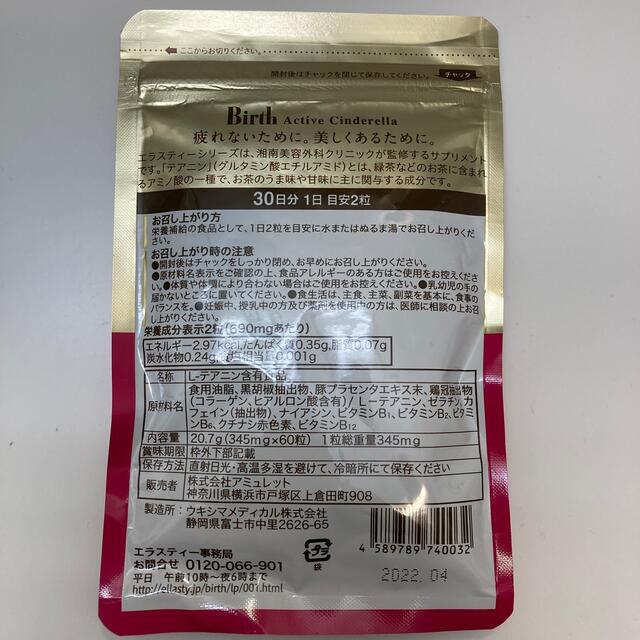 ここからお切りください。
開封後はチャックを閉じて保存してください。 チャック
Birth Active Cinderella
疲れないために。美しくあるために。
エラスティーシリーズは、湘南美容外科クリニックが監修するサプリメント
です。「テアニン」(グルタミン酸エチルアミド)とは、緑茶などのお茶に含まれ
るアミノ酸の一種で、お茶のうま味や甘味に主に関与する成分です。
30日分 1日 目安2粒
お召し上がり方
栄養補給の食品として、1日2粒を目安に水またはぬるま湯でお召し上がりください。
お召し上がり時の注意
●開封後はチャックをしっかり閉め、お早めにお召し上がりください。
●原材料名表示をご確認の上、食品アレルギーのある方はご使用をお控えくださ
い。●体質や体調により合わない場合はご使用をお控えください。●乳幼児の手の
届かないところに置いてください。●食生活は、主食、主菜、副菜を基本に、食事の
バランスを。●妊娠中、授乳中の方及び薬剤を使用中の方は、医師に相談の上お召
し上がりください。
栄養成分表示2粒(690mgあたり)
エネルギー2.97kcal,たんぱく質0.35g,脂質0.07g
炭水化物0.24g,食塩相当量0.001g
名称 L-テアニン含有食品
原材料名 食用油脂、黒胡椒抽出物、豚プラセンタエキス末、鶏冠抽出物
(コラーゲン、ヒアルロン酸含有)/ L-テアニン、ゼラチン、カ
フェイン(抽出物)、ナイアシン、ビタミンB1、ビタミンB2、ビタミ
ンB6、クチナシ赤色素、ビタミンB12
内容量 20.7g(345mg×60粒) 1粒総重量345mg
賞味期限 枠外下部記載
保存方法 直射日光・高温多湿を避けて、冷暗所にて保存ください
販売者 株式会社アミュレット
神奈川県横浜市戸塚区上倉田町908
製造所:ウキシマメディカル株式会社
静岡県富士市中里2626-65
エラスティー事務局
お問合せ 0120-066-901
平日 午前10時〜夜6時まで
http://ellasty.jp/birth/lp/001.html
プラ
袋
4 589789 740032
2022.04